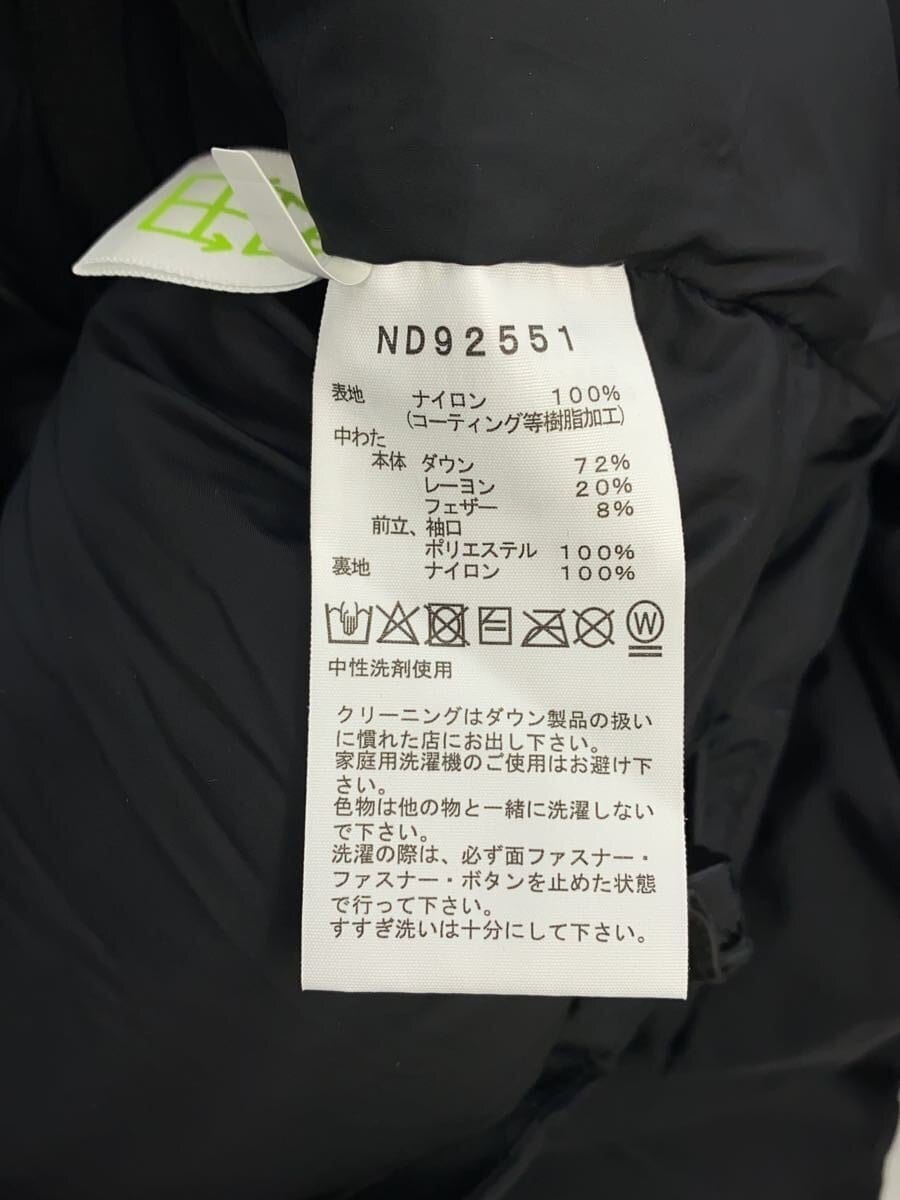 ND92551
表地 ナイロン 100%
(コーティング等樹脂加工)
中わた
本体 ダウン 72%
レーヨン 20%
フェザー 8%
前立、袖口
ポリエステル 100%
裏地 ナイロン 100%
W
中性洗剤使用
クリーニングはダウン製品の扱い
に慣れた店にお出し下さい。
家庭用洗濯機のご使用はお避け下
さい。
色物は他の物と一緒に洗濯しない
で下さい。
洗濯の際は、必ず面ファスナー・
ファスナー・ボタンを止めた状態
で行って下さい。
すすぎ洗いは十分にして下さい。